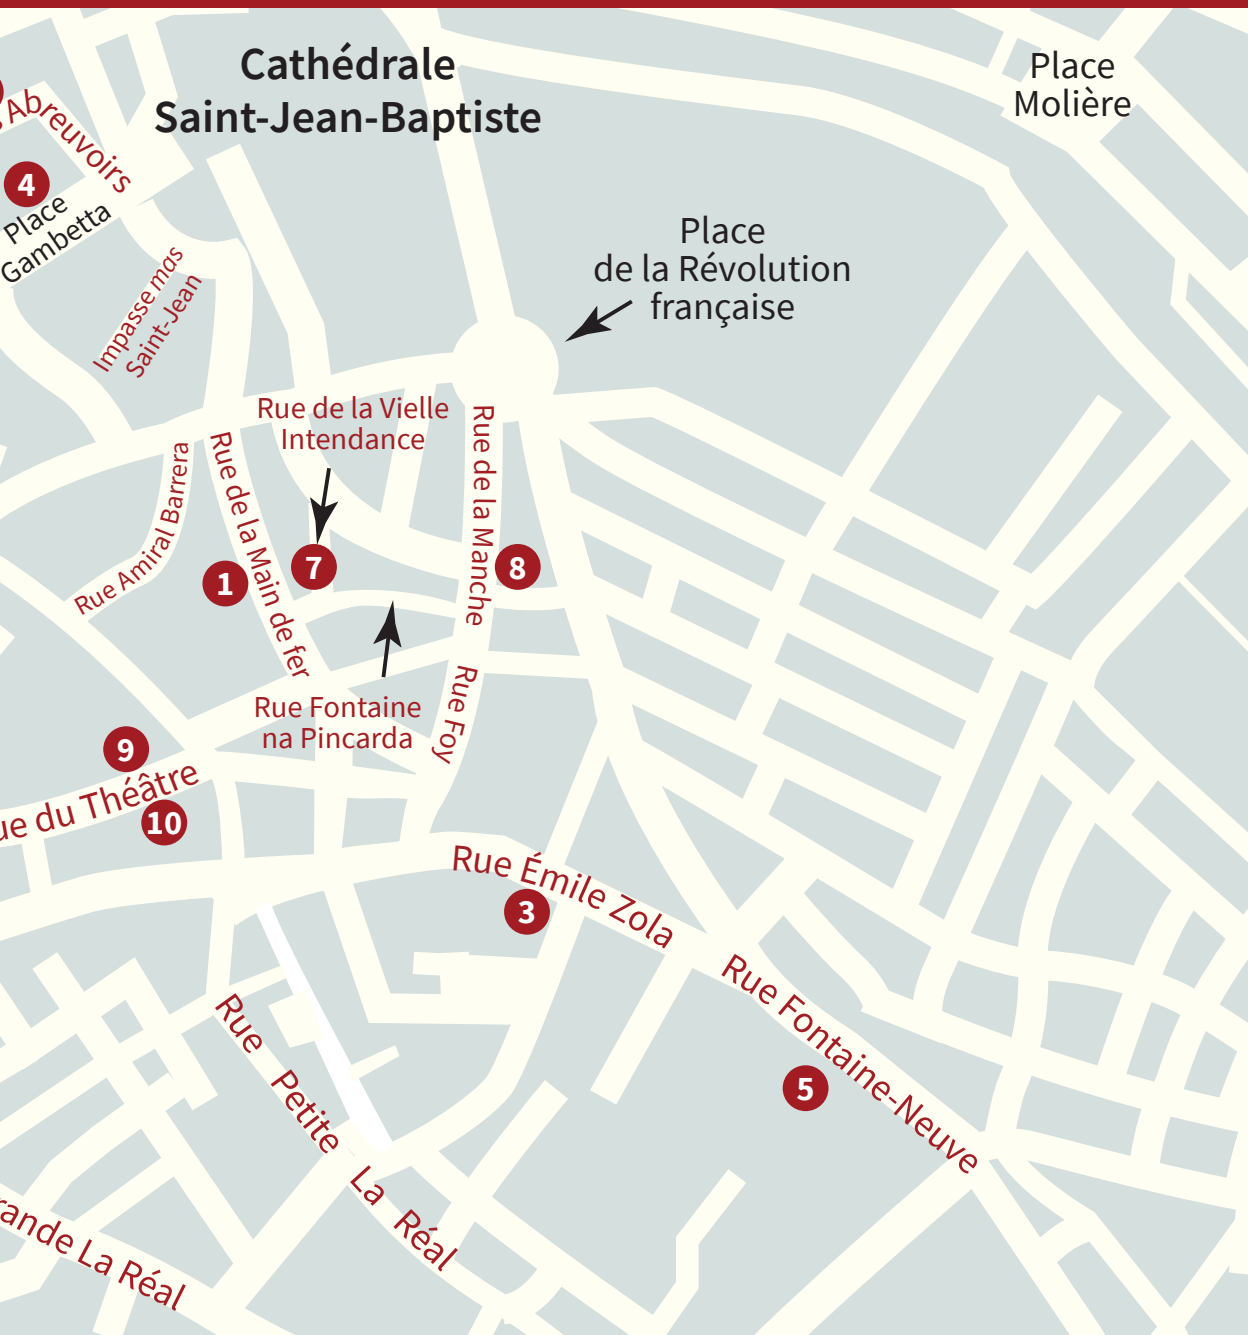 Cathédrale
Saint-Jean-Baptiste
Place
Molière
Abreuvoirs
4
Place
Gambetta
Impasse mas
Saint-Jean
Place
de la Révolution
française
Rue de la Vielle
Intendance
Rue de la Manche
Rue Amiral Barrera
Rue de la Main de fer
1
7
8
Rue Fontaine
na Pincarda
Rue Foy
9
ue du Théâtre
10
Rue Émile Zola
3
Rue Fontaine-Neuve
5
Rue Petite La Réal
rande La Réal